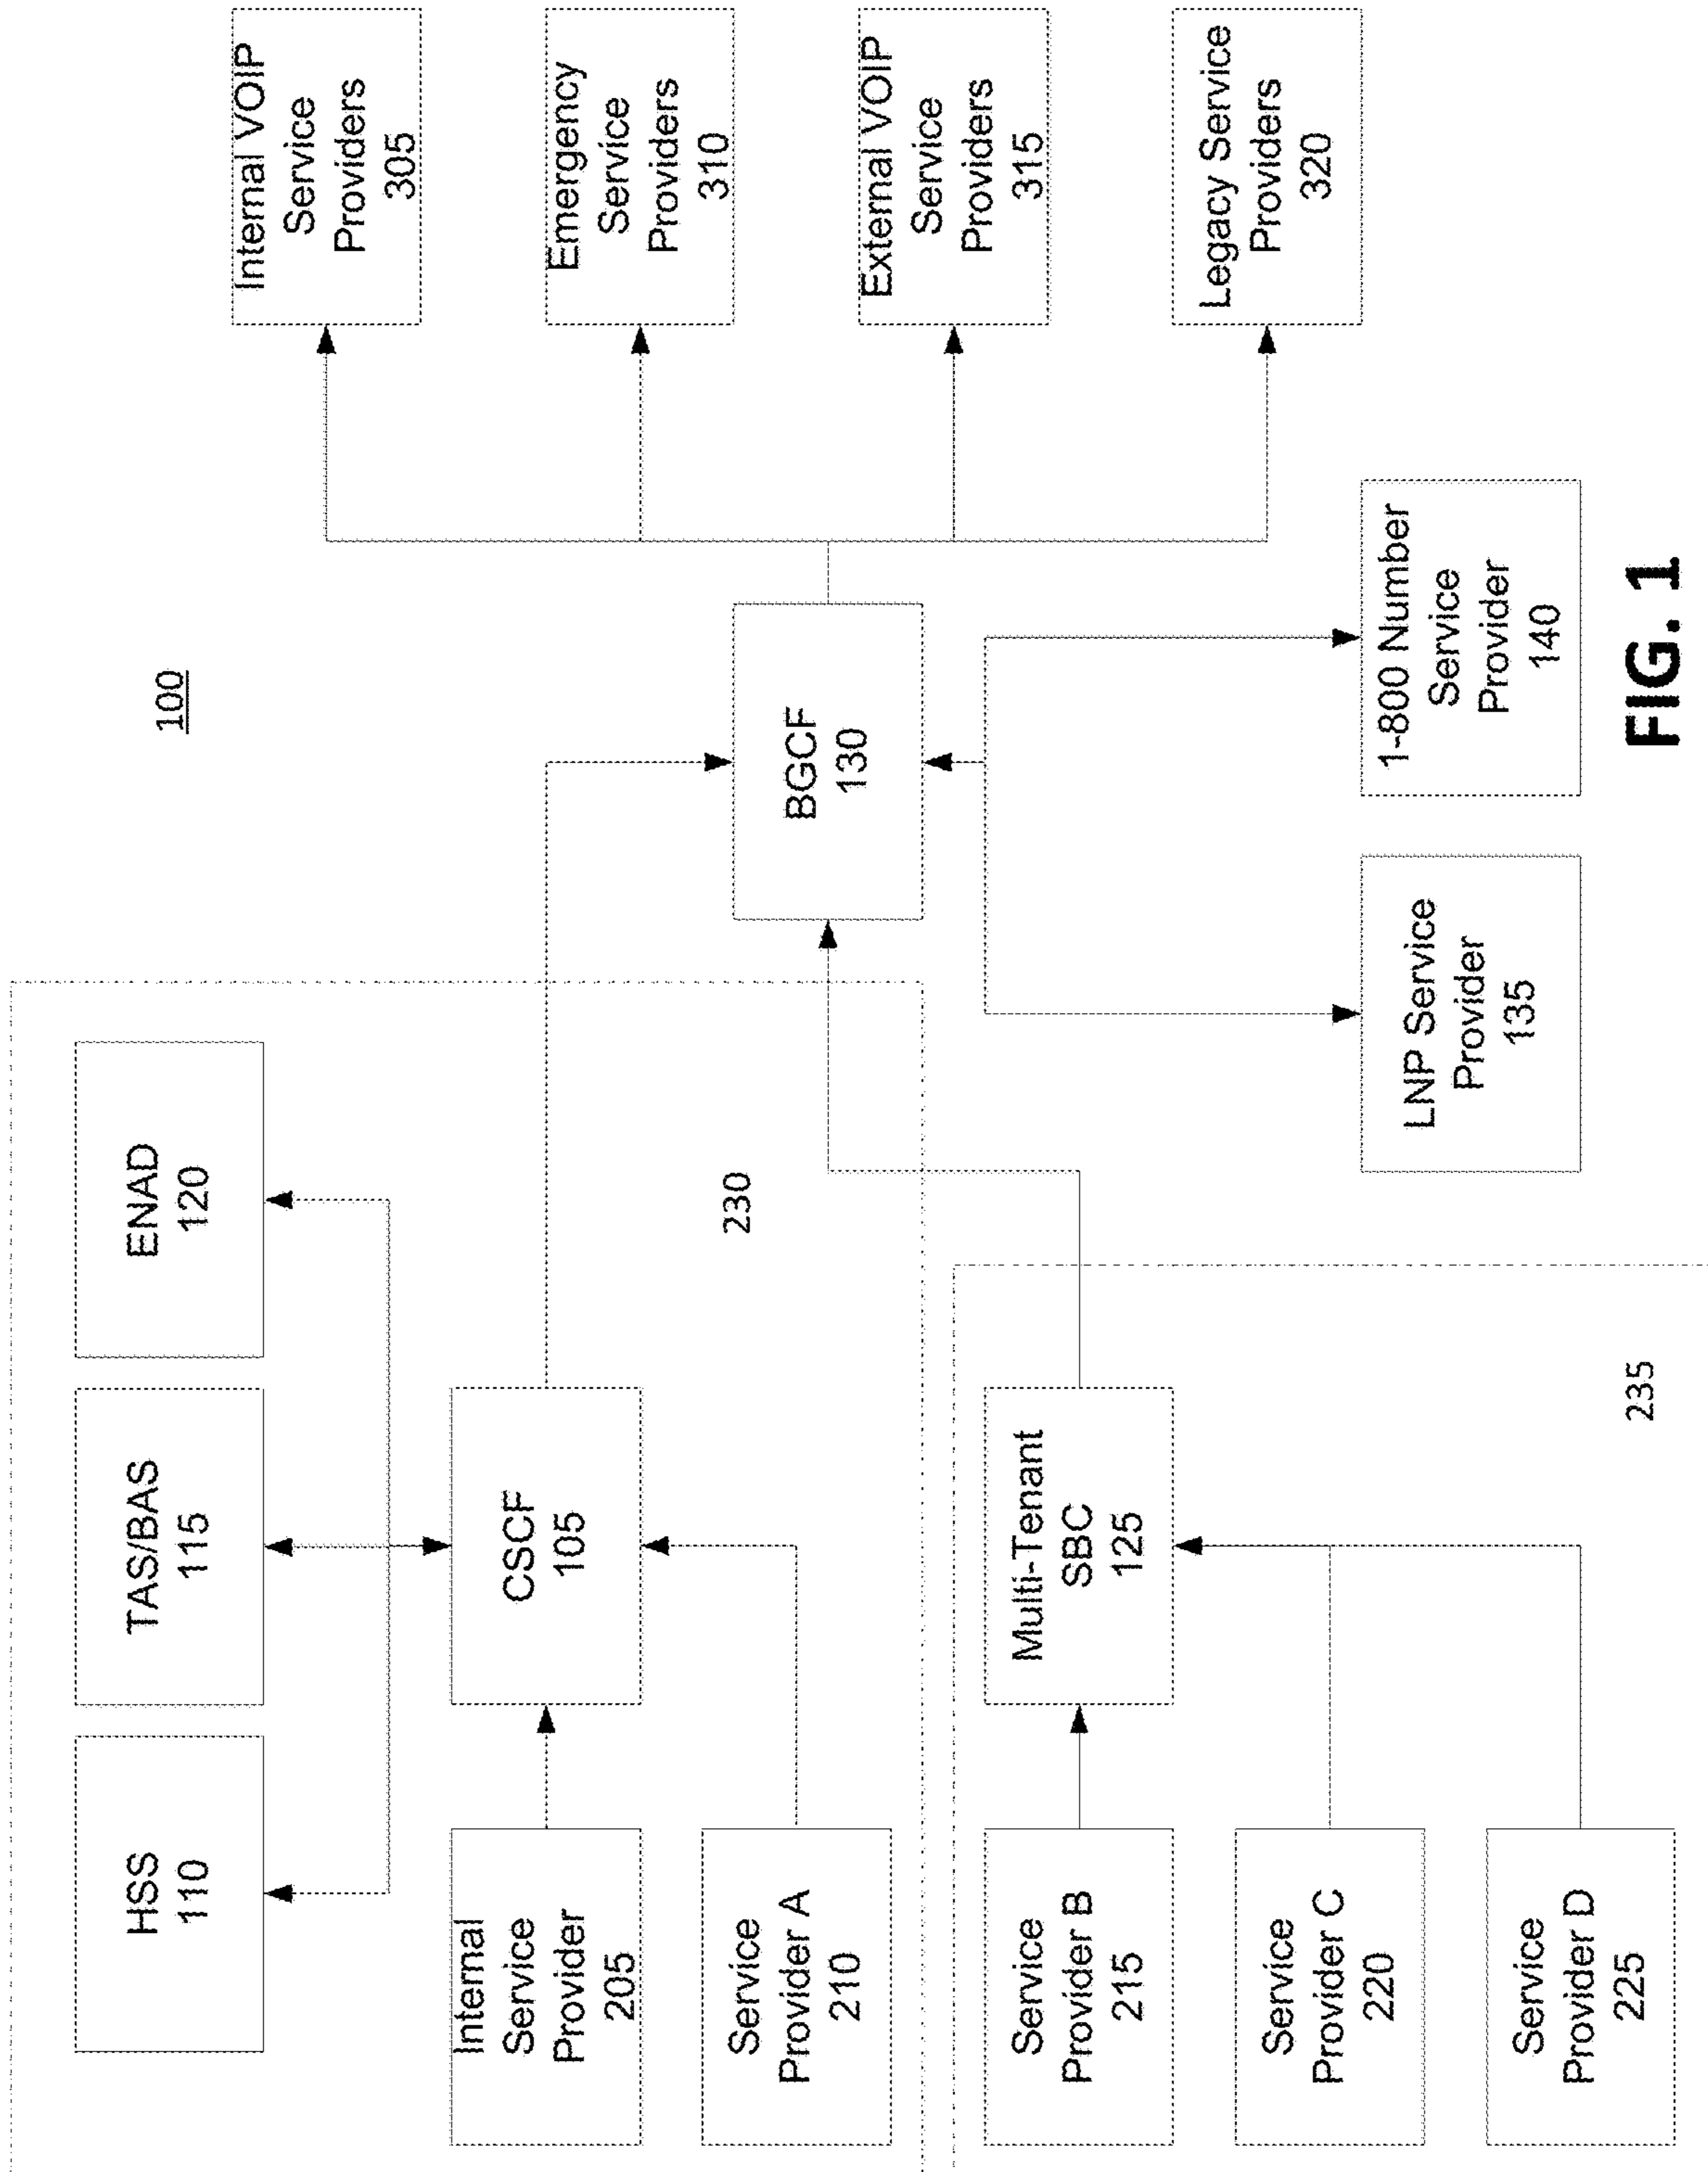 100
HSS
110
TAS/BAS
115
ENAD
120
Internal
Service
Provider
205
CSCF
105
Service
Provider A
210
230
Internal VOIP
Service
Providers
305
Emergency
Service
Providers
310
External VOIP
Service
Providers
315
Legacy Service
Providers
320
BGCF
130
Service
Provider B
215
Multi-Tenant
SBC
125
Service
Provider C
220
Service
Provider D
225
235
LNP Service
Provider
135
1-800 Number
Service
Provider
140
FIG. 1